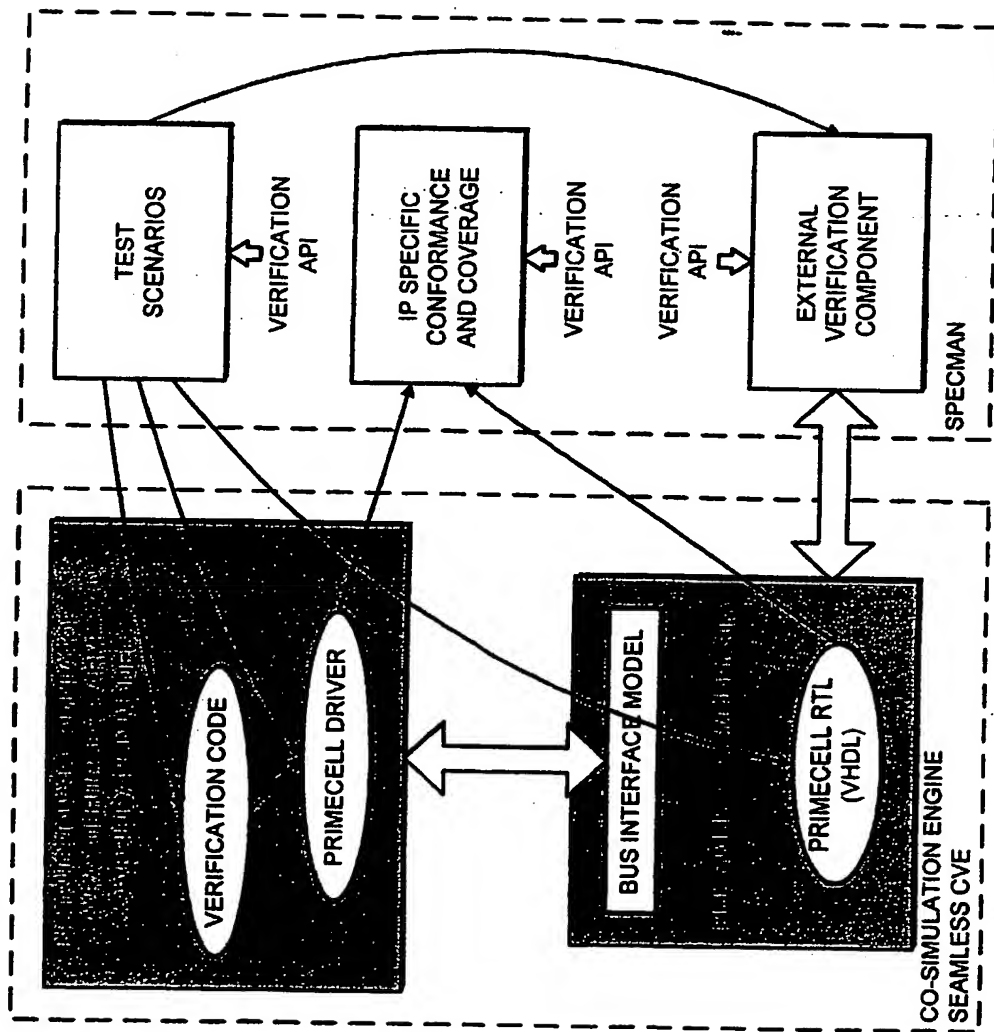 TEST
SCENARIOS
VERIFICATION
API
IP SPECIFIC
CONFORMANCE
AND COVERAGE
VERIFICATION
API
VERIFICATION
API
EXTERNAL
VERIFICATION
COMPONENT
SPECMAN
VERIFICATION CODE
PRIMECELL DRIVER
BUS INTERFACE MODEL
PRIMECELL RTL
(VHDL)
CO-SIMULATION ENGINE
SEAMLESS CVE